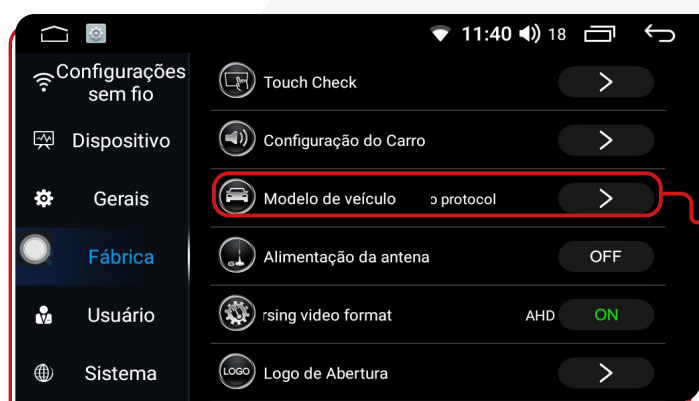 11:40 18
Configurações
sem fio
Dispositivo
Gerais
Fábrica
Usuário
Sistema
Touch Check
Configuração do Carro
Modelo de veículo o protocol
Alimentação da antena OFF
rsing video format AHD ON
LOGO Logo de Abertura